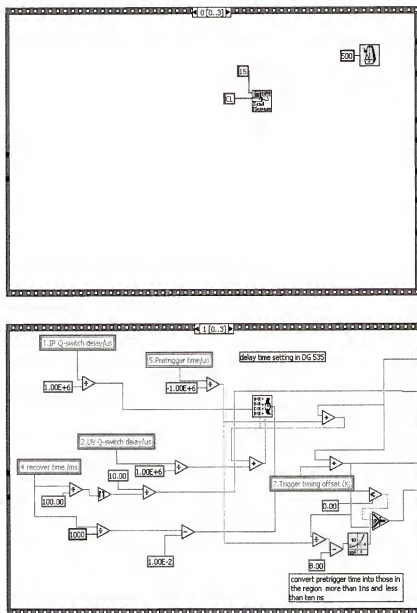 0 [0..3]
500
15
CL
Send
1 [0..3]
1.IP Q-switch delay/us
5.Pretrigger time/us
delay time setting in DG 535
1.00E+6
-1.00E+6
2.UV Q-switch delay/us
4 recover time /ms
10.00
1.00E+6
7.Trigger timing offset (s)
100.00
0.00
1000
1.00E-2
8.00
convert pretrigger time into those in
the region more than 1ns and less
than ten ns